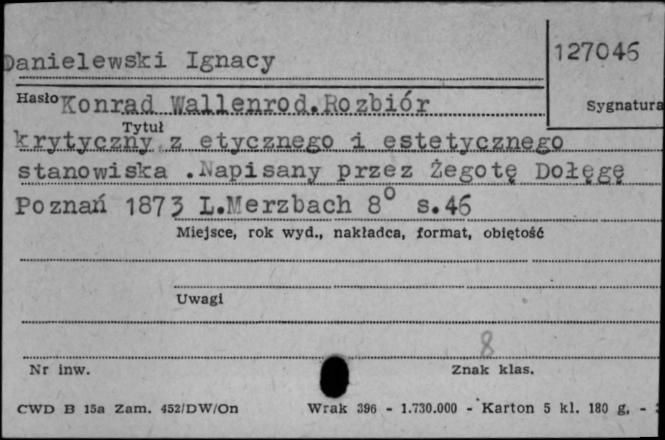 Danielewski Ignacy
127046
Hasło Konrad Wallenrod.Rozbiór
Sygnatura
Tytuł
krytyczny z etycznego i estetycznego
stanowiska .Napisany przez Żegotę Dołęgę
Poznań 1873 L.Merzbach 8° s.46
Miejsce, rok wyd., nakładca, format, obiętość
Uwagi
8
Nr inw.
Znak klas.
CWD B 15a Zam. 452/DW/On Wrak 396 - 1.730.000 - Karton 5 kl. 180 g. -